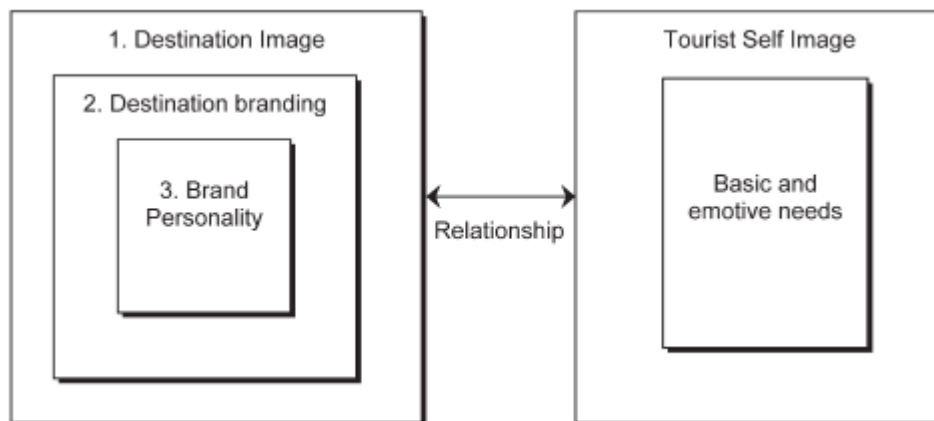 1. Destination Image
2. Destination branding
3. Brand
Personality
Relationship
Tourist Self Image
Basic and
emotive needs